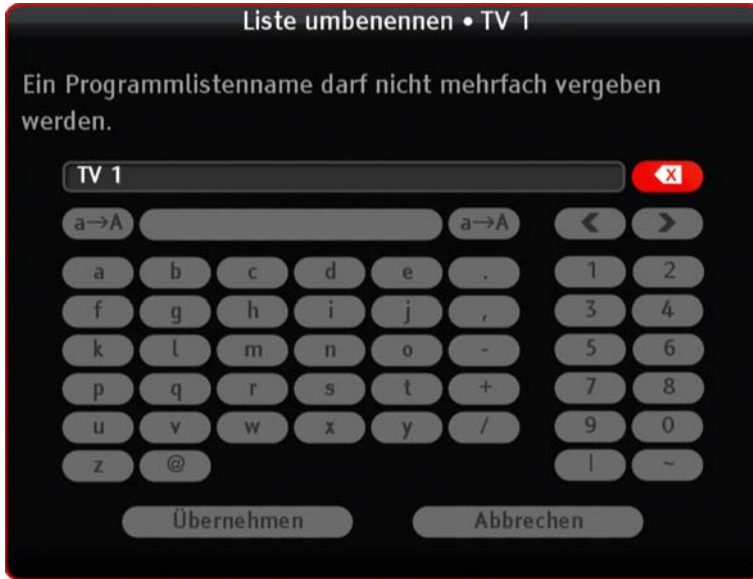 Liste umbenennen • TV 1
Ein Programmlistenname darf nicht mehrfach vergeben
werden.
TV 1 X
a→A a→A < >
a b c d e . 1 2
f g h i j , 3 4
k l m n o - 5 6
p q r s t + 7 8
u v w x y / 9 0
z @ | ~
Übernehmen Abbrechen